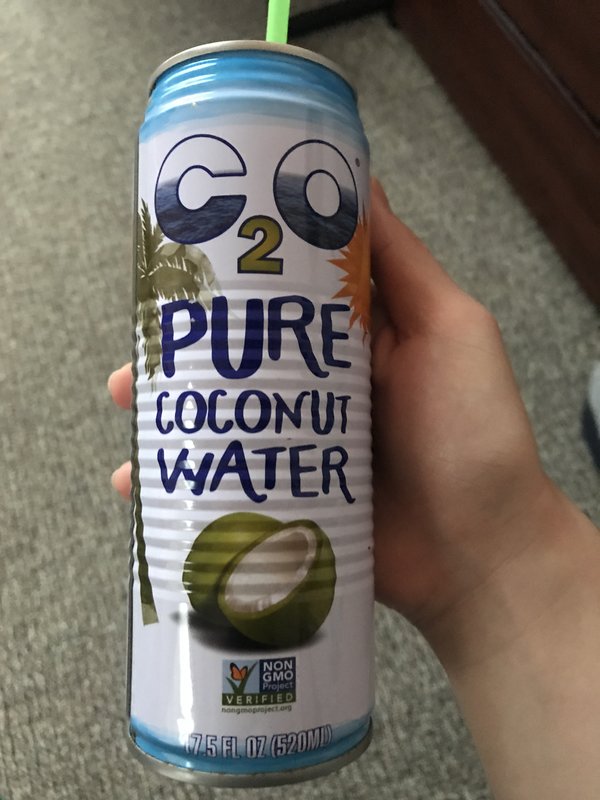 C2O
PURE
COCONUT
WATER
NON
GMO
Project
VERIFIED
nongmoproject.org
17.5 FL OZ (520ML)